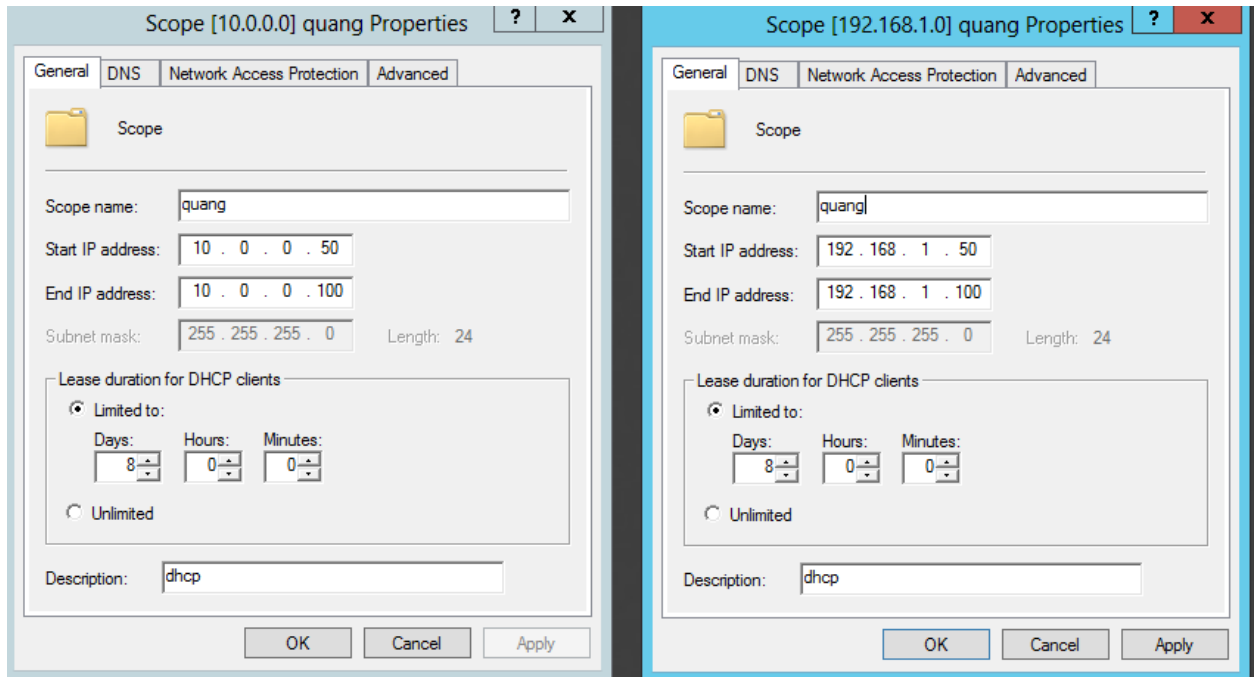 Scope [10.0.0.0] quang Properties ? x
General DNS Network Access Protection Advanced
Scope
Scope name: quang
Start IP address: 10 . 0 . 0 . 50
End IP address: 10 . 0 . 0 . 100
Subnet mask: 255 . 255 . 255 . 0 Length: 24
Lease duration for DHCP clients
Limited to:
Days: Hours: Minutes:
8 0 0
Unlimited
Description: dhcp
OK Cancel Apply
Scope [192.168.1.0] quang Properties ? x
General DNS Network Access Protection Advanced
Scope
Scope name: quang
Start IP address: 192 . 168 . 1 . 50
End IP address: 192 . 168 . 1 . 100
Subnet mask: 255 . 255 . 255 . 0 Length: 24
Lease duration for DHCP clients
Limited to:
Days: Hours: Minutes:
8 0 0
Unlimited
Description: dhcp
OK Cancel Apply